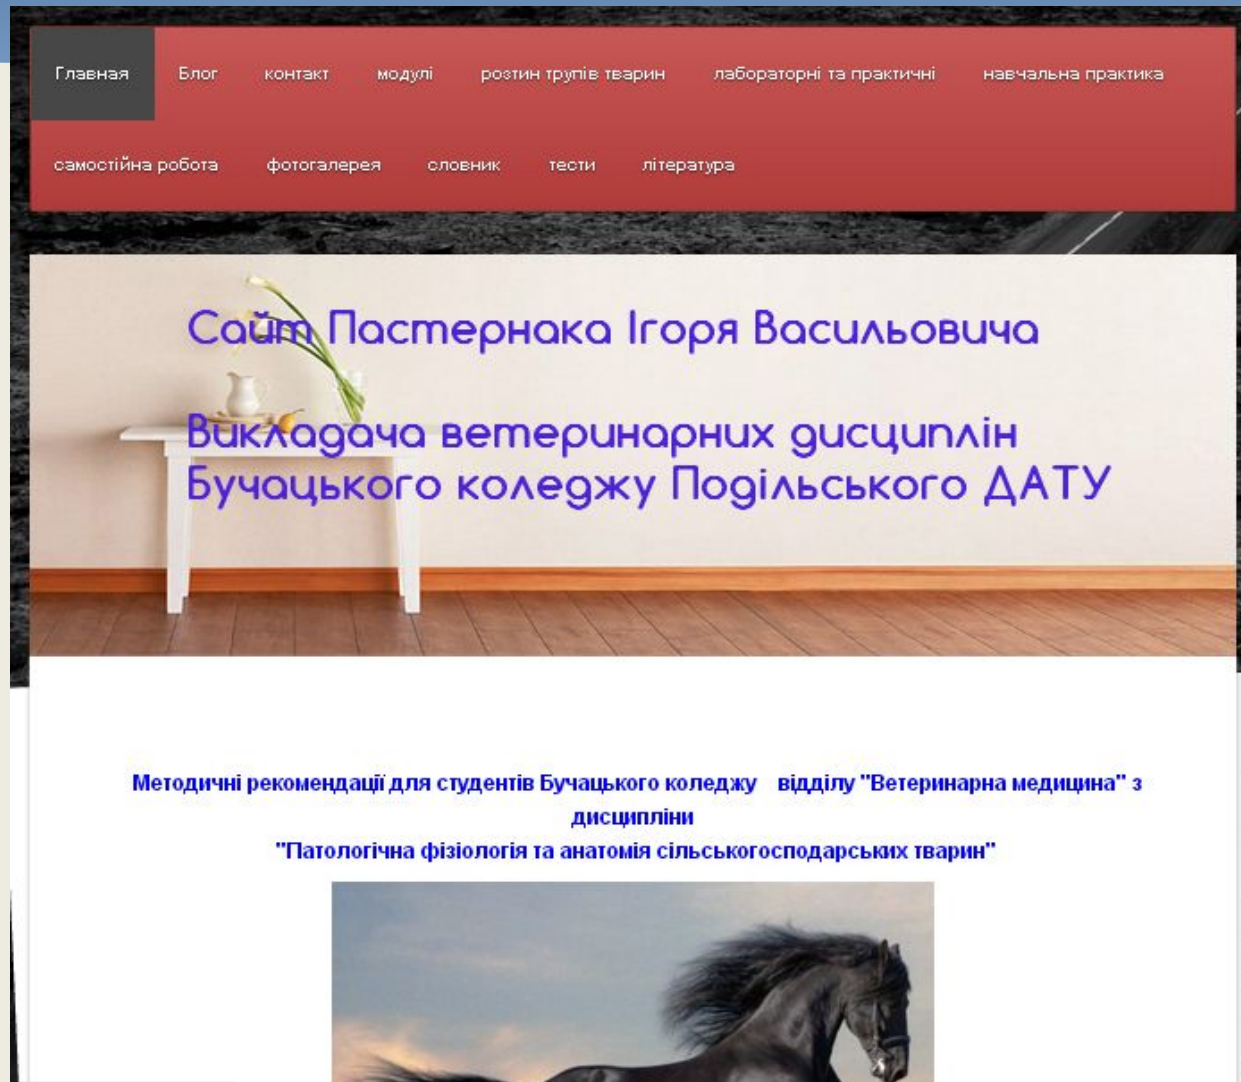 Главная Блог контакт модулі розтин трупів тварин лабораторні та практичні навчальна практика
самостійна робота фотогалерея словник тести література
Сайт Пастернака Ігоря Васильовича
Викладача ветеринарних дисциплін
Бучацького коледжу Подільського ДАТУ
Методичні рекомендації для студентів Бучацького коледжу відділу "Ветеринарна медицина" з
дисципліни
"Патологічна фізіологія та анатомія сільськогосподарських тварин"